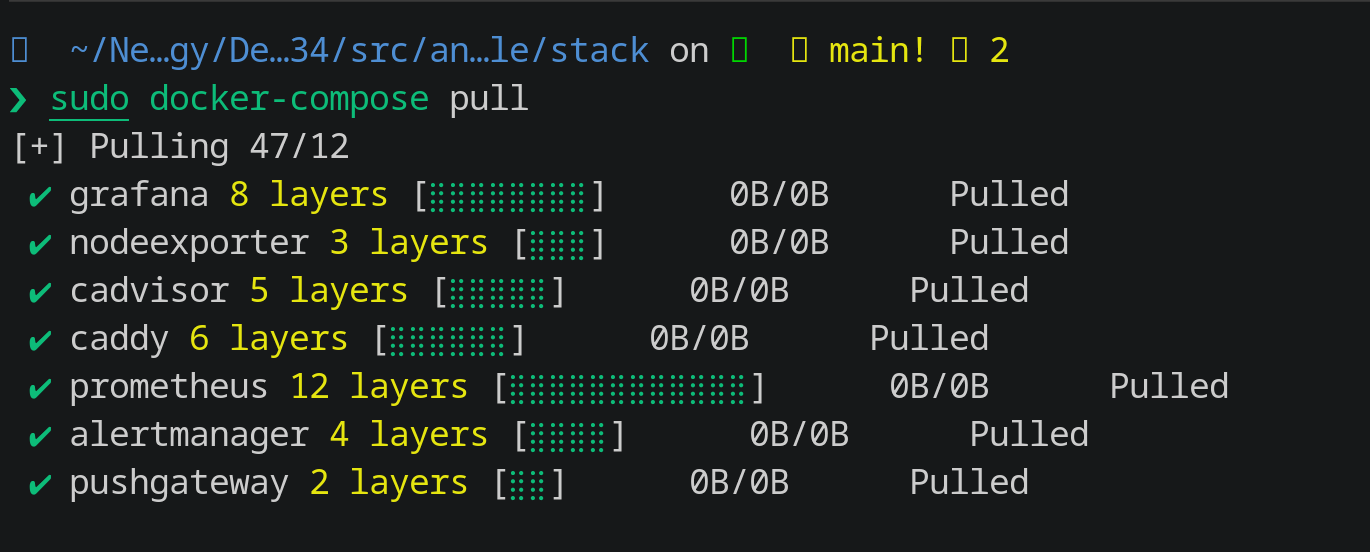 ~/Ne…gy/De…34/src/an…le/stack on main! 2
❯ sudo docker-compose pull
[+] Pulling 47/12
✔ grafana 8 layers [⣿⣿⣿⣿⣿⣿⣿⣿] 0B/0B Pulled
✔ nodeexporter 3 layers [⣿⣿⣿] 0B/0B Pulled
✔ cadvisor 5 layers [⣿⣿⣿⣿⣿] 0B/0B Pulled
✔ caddy 6 layers [⣿⣿⣿⣿⣿⣿] 0B/0B Pulled
✔ prometheus 12 layers [⣿⣿⣿⣿⣿⣿⣿⣿⣿⣿⣿⣿] 0B/0B Pulled
✔ alertmanager 4 layers [⣿⣿⣿⣿] 0B/0B Pulled
✔ pushgateway 2 layers [⣿⣿] 0B/0B Pulled